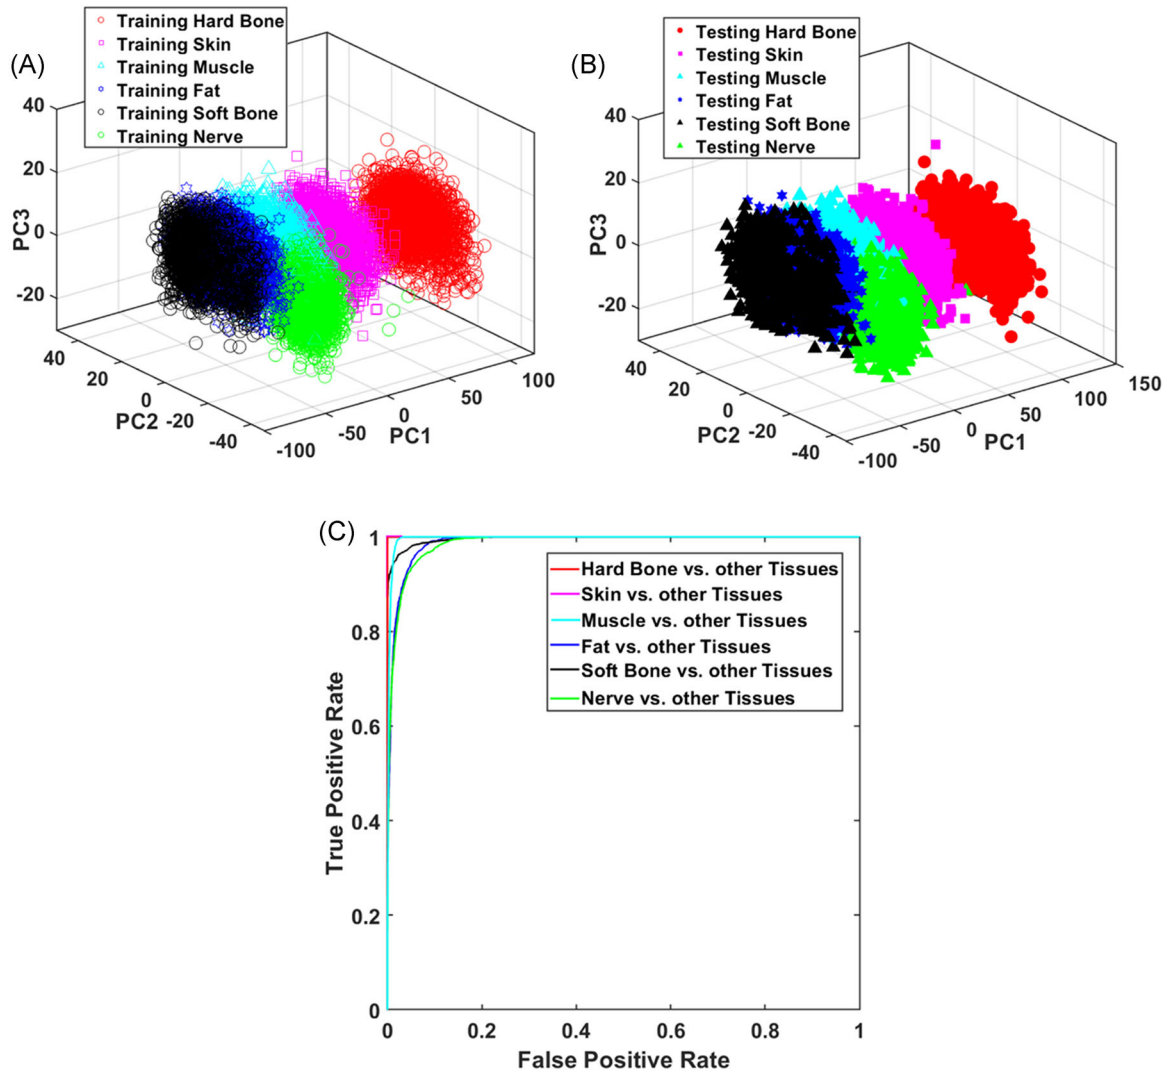 (A)
Training Hard Bone
Training Skin
Training Muscle
Training Fat
Training Soft Bone
Training Nerve
40
20
0
-20
PC3
40
20
0
-20
-40
PC2
-100
-50
0
50
100
PC1
(B)
Testing Hard Bone
Testing Skin
Testing Muscle
Testing Fat
Testing Soft Bone
Testing Nerve
40
20
0
-20
PC3
40
20
0
-20
-40
PC2
-100
-50
0
50
100
150
PC1
(C)
Hard Bone vs. other Tissues
Skin vs. other Tissues
Muscle vs. other Tissues
Fat vs. other Tissues
Soft Bone vs. other Tissues
Nerve vs. other Tissues
1
0.8
0.6
0.4
0.2
0
True Positive Rate
0
0.2
0.4
0.6
0.8
1
False Positive Rate